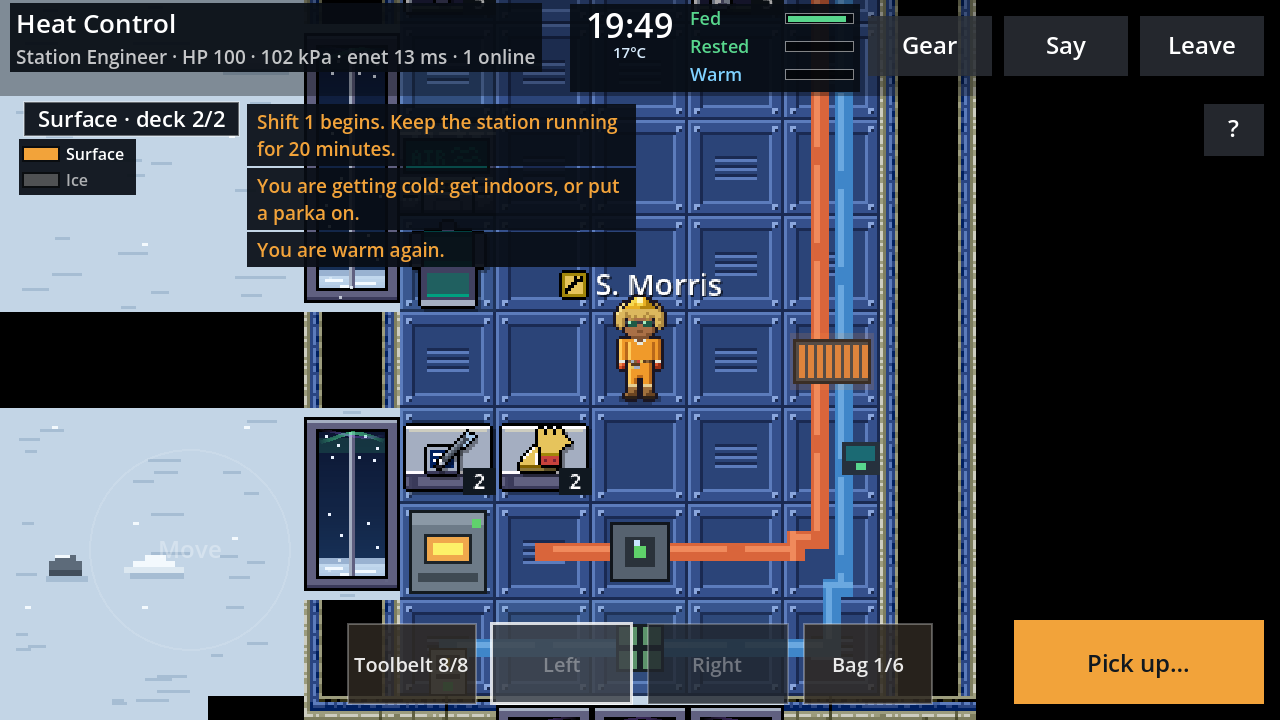 Heat Control
Station Engineer · HP 100 · 102 kPa · enet 13 ms · 1 online
19:49
17°C
Fed
Rested
Warm
Gear
Say
Leave
?
Surface · deck 2/2
Surface
Ice
Shift 1 begins. Keep the station running
for 20 minutes.
You are getting cold: get indoors, or put
a parka on.
You are warm again.
S. Morris
2
2
Move
Toolbelt 8/8
Left
Right
Bag 1/6
Pick up...